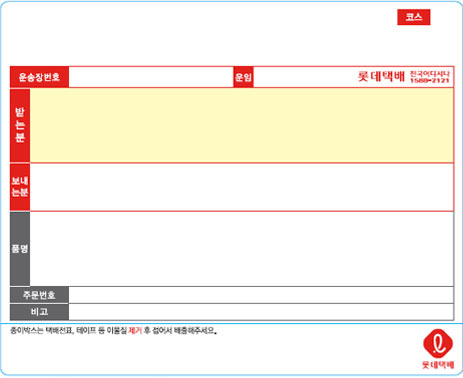 코스
운송장번호 운임 롯데택배 전국어디서나 1588-2121
받는분
보내는분
품명
주문번호
비고
종이박스는 택배전표, 테이프 등 이물질 제거 후 접어서 배출해주세요.
롯데택배